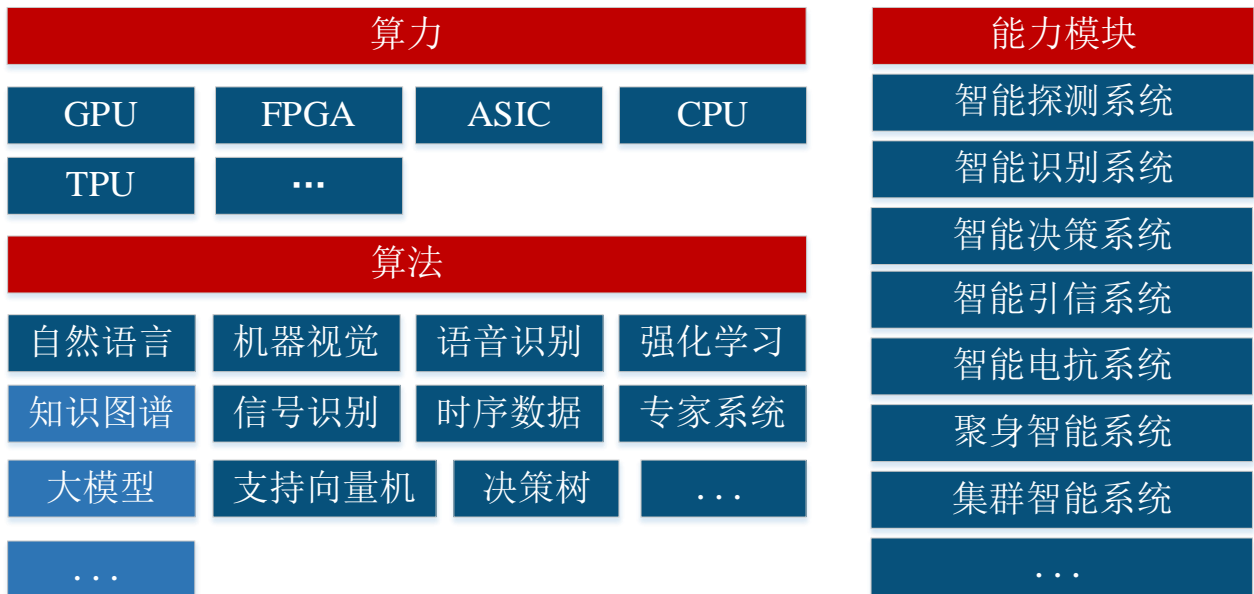 算力
GPU
FPGA
ASIC
CPU
TPU
...
算法
自然语言
机器视觉
语音识别
强化学习
知识图谱
信号识别
时序数据
专家系统
大模型
支持向量机
决策树
...
...
能力模块
智能探测系统
智能识别系统
智能决策系统
智能引信系统
智能电抗系统
聚身智能系统
集群智能系统
...